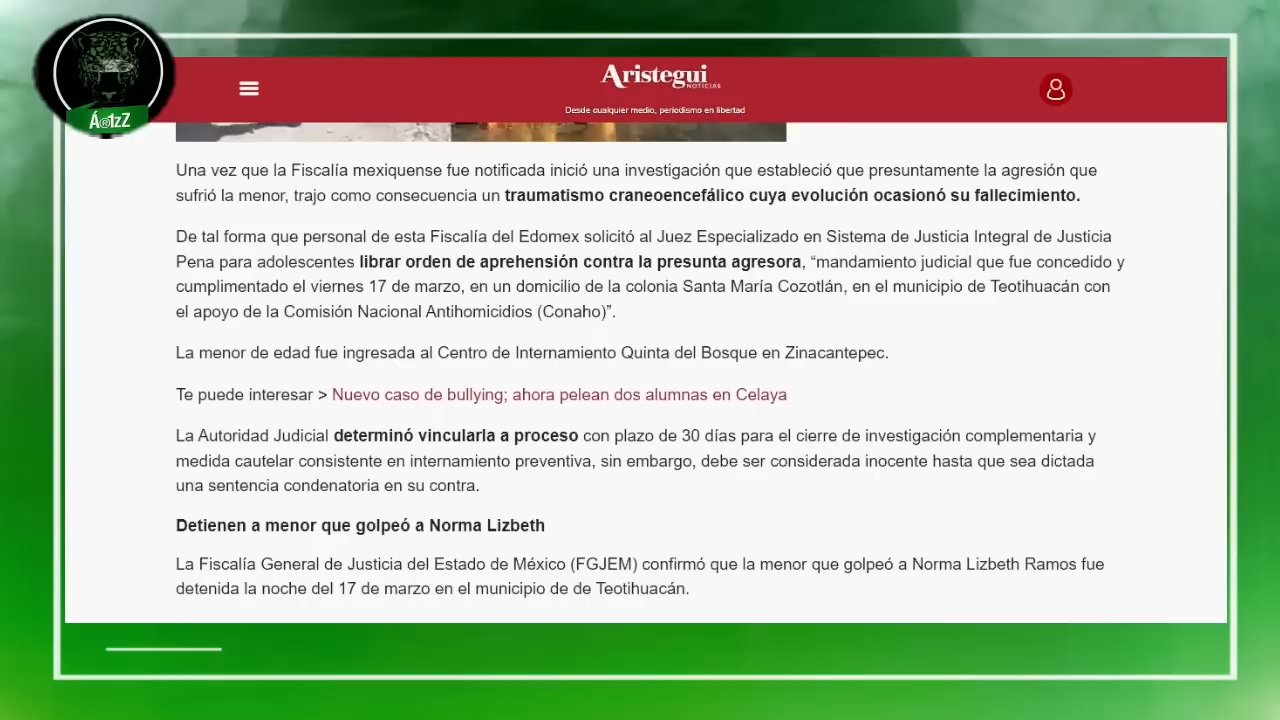 Á®1zZ
Aristegui
NOTICIAS
Desde cualquier medio, periodismo en libertad
Una vez que la Fiscalía mexiquense fue notificada inició una investigación que estableció que presuntamente la agresión que
sufrió la menor, trajo como consecuencia un traumatismo craneoencefálico cuya evolución ocasionó su fallecimiento.
De tal forma que personal de esta Fiscalía del Edomex solicitó al Juez Especializado en Sistema de Justicia Integral de Justicia
Pena para adolescentes librar orden de aprehensión contra la presunta agresora, “mandamiento judicial que fue concedido y
cumplimentado el viernes 17 de marzo, en un domicilio de la colonia Santa María Cozotlán, en el municipio de Teotihuacán con
el apoyo de la Comisión Nacional Antihomicidios (Conaho)”.
La menor de edad fue ingresada al Centro de Internamiento Quinta del Bosque en Zinacantepec.
Te puede interesar > Nuevo caso de bullying; ahora pelean dos alumnas en Celaya
La Autoridad Judicial determinó vincularla a proceso con plazo de 30 días para el cierre de investigación complementaria y
medida cautelar consistente en internamiento preventiva, sin embargo, debe ser considerada inocente hasta que sea dictada
una sentencia condenatoria en su contra.
Detienen a menor que golpeó a Norma Lizbeth
La Fiscalía General de Justicia del Estado de México (FGJEM) confirmó que la menor que golpeó a Norma Lizbeth Ramos fue
detenida la noche del 17 de marzo en el municipio de de Teotihuacán.